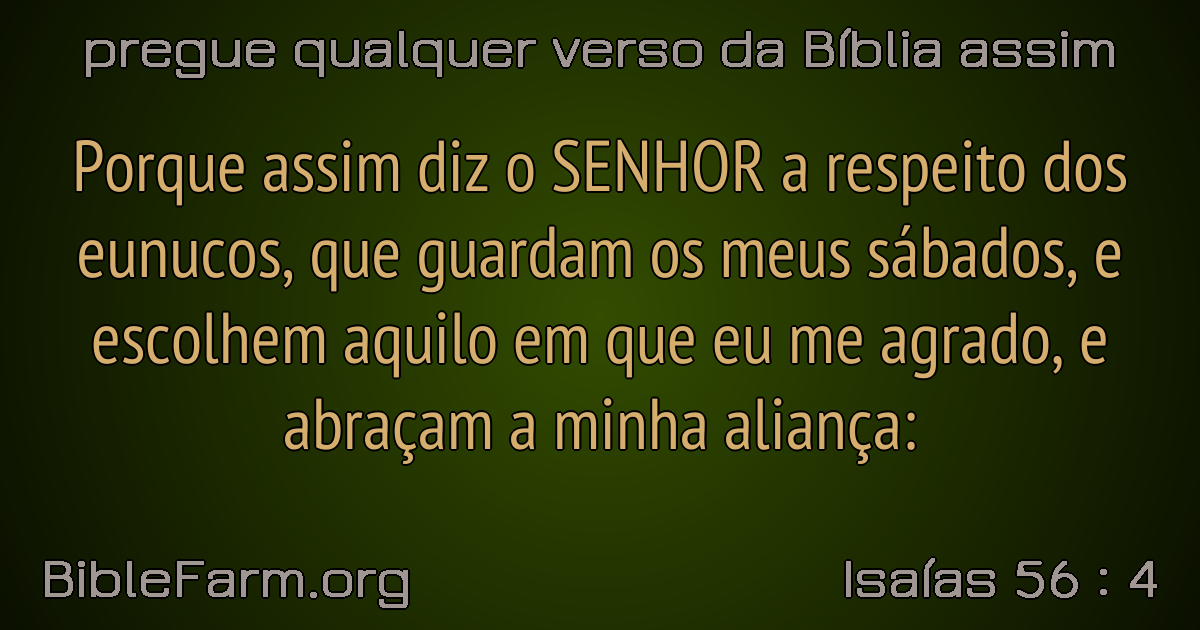 pregue qualquer verso da Bíblia assim
Porque assim diz o SENHOR a respeito dos
eunucos, que guardam os meus sábados, e
escolhem aquilo em que eu me agrado, e
abraçam a minha aliança:
BibleFarm.org
Isaías 56 : 4